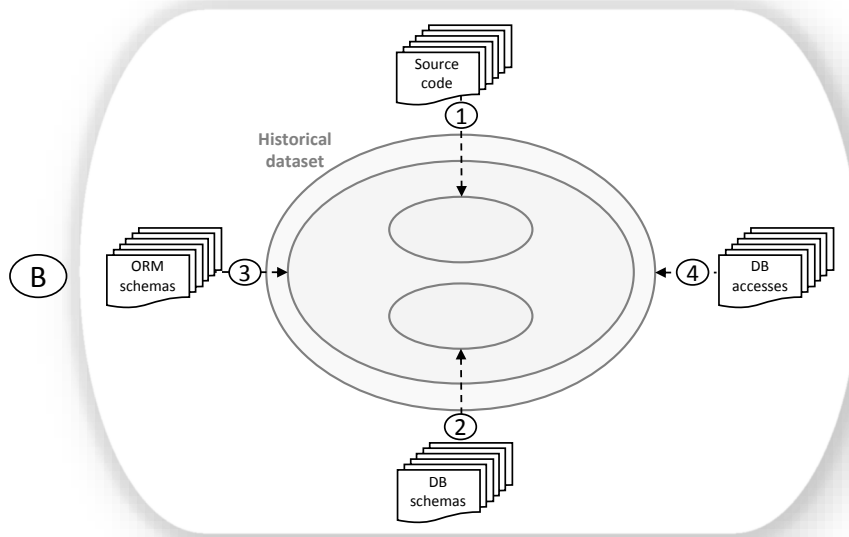 Source
code
1
Historical
dataset
B
ORM
schemas
3
4
DB
accesses
2
DB
schemas